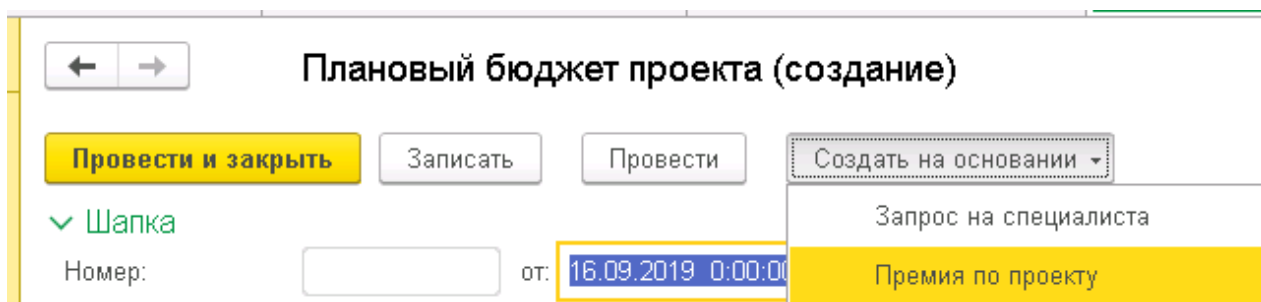 Плановый бюджет проекта (создание)
Провести и закрыть Записать Провести Создать на основании
Шапка Запрос на специалиста
Номер: от: 16.09.2019 0:00:00 Премия по проекту